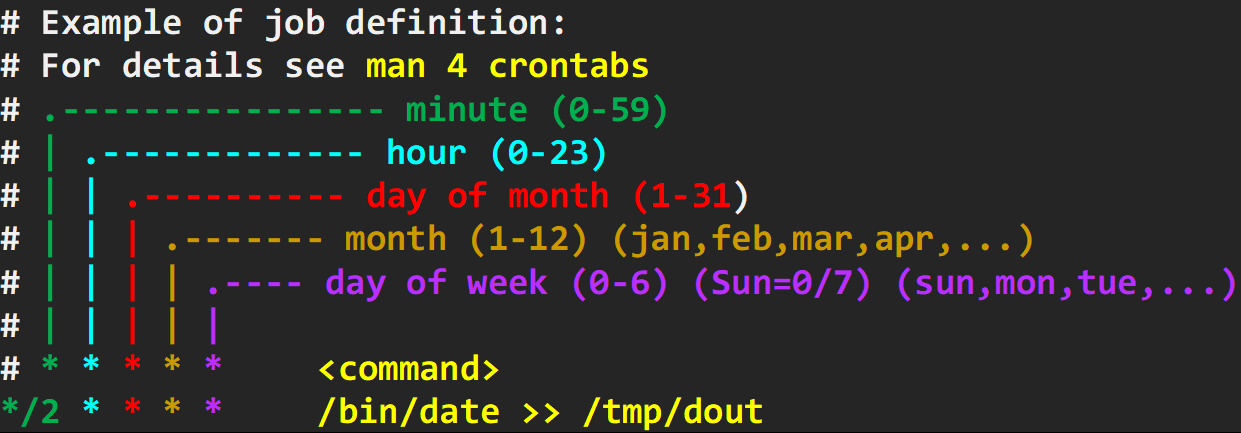 # Example of job definition:
# For details see man 4 crontabs
# .---------------- minute (0-59)
# | .------------- hour (0-23)
# | | .---------- day of month (1-31)
# | | | .------- month (1-12) (jan,feb,mar,apr,...)
# | | | | .---- day of week (0-6) (Sun=0/7) (sun,mon,tue,...)
# | | | | |
# * * * * * <command>
*/2 * * * * /bin/date >> /tmp/dout